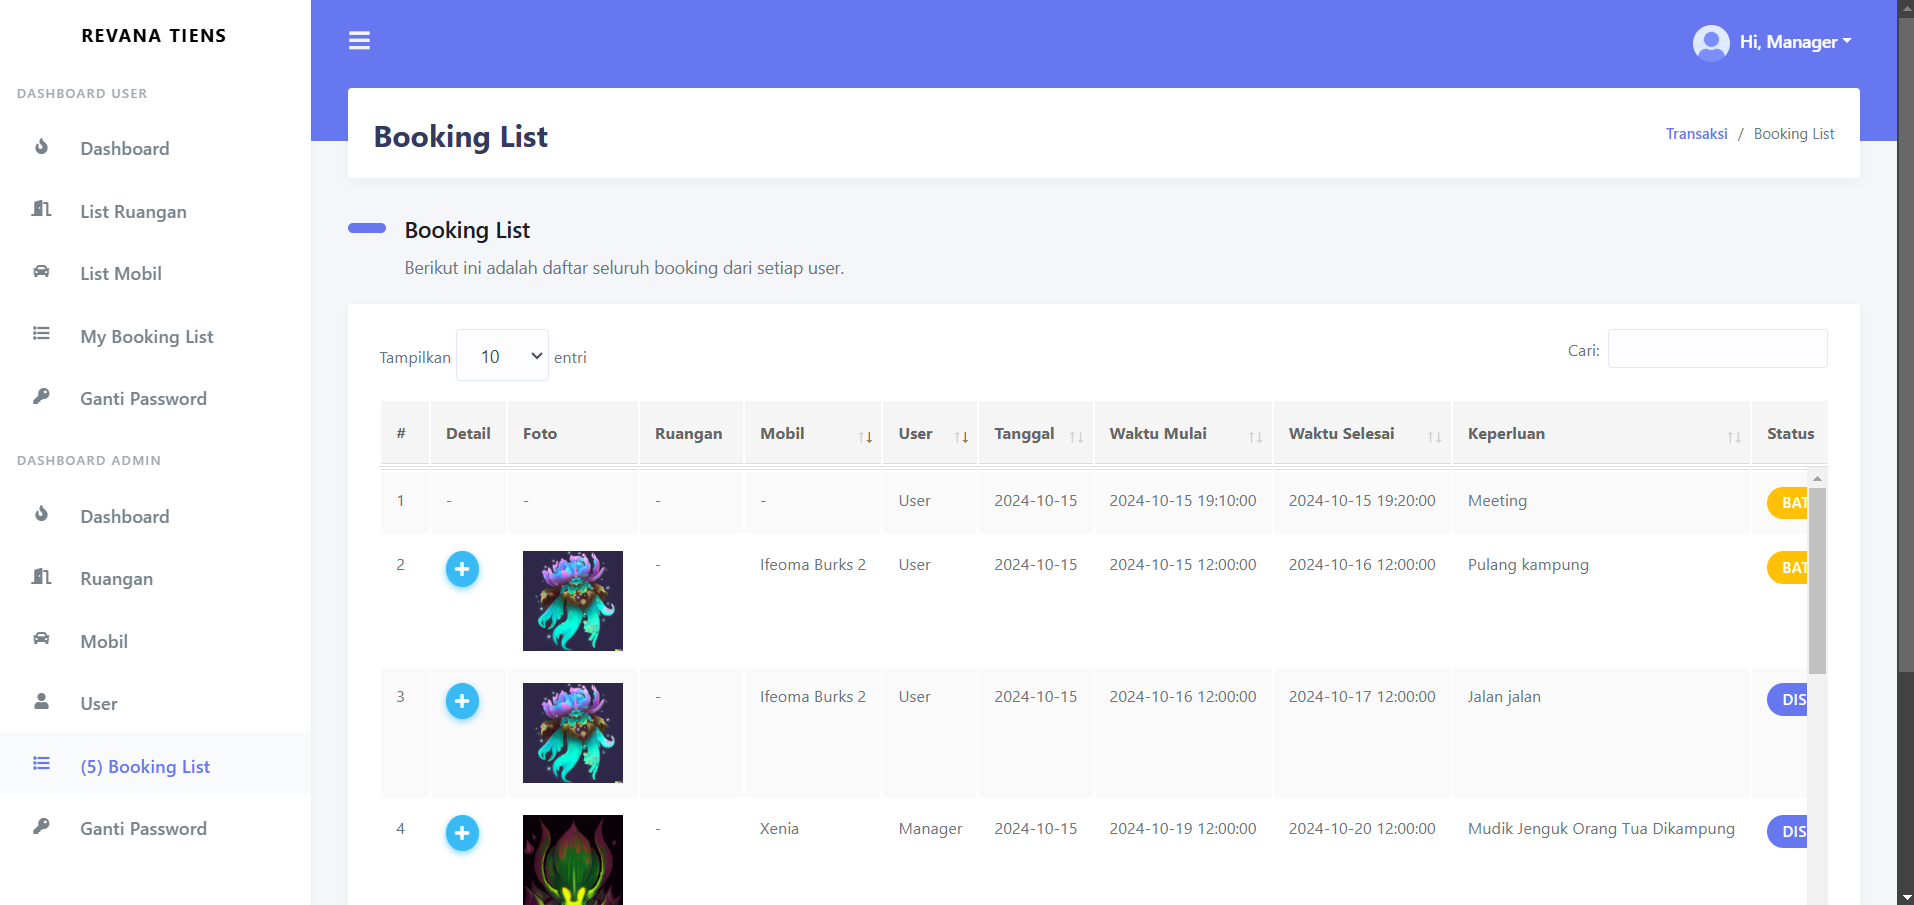 REVANA TIENS
DASHBOARD USER
Dashboard
List Ruangan
List Mobil
My Booking List
Ganti Password
DASHBOARD ADMIN
Dashboard
Ruangan
Mobil
User
(5) Booking List
Ganti Password
Hi, Manager
Booking List
Transaksi / Booking List
Booking List
Berikut ini adalah daftar seluruh booking dari setiap user.
Tampilkan 10 entri
Cari:
# Detail Foto Ruangan Mobil User Tanggal Waktu Mulai Waktu Selesai Keperluan Status
1 - - - - User 2024-10-15 2024-10-15 19:10:00 2024-10-15 19:20:00 Meeting BAT
2 - Ifeoma Burks 2 User 2024-10-15 2024-10-15 12:00:00 2024-10-16 12:00:00 Pulang kampung BAT
3 - Ifeoma Burks 2 User 2024-10-15 2024-10-16 12:00:00 2024-10-17 12:00:00 Jalan jalan DIS
4 - Xenia Manager 2024-10-15 2024-10-19 12:00:00 2024-10-20 12:00:00 Mudik Jenguk Orang Tua Dikampung DIS